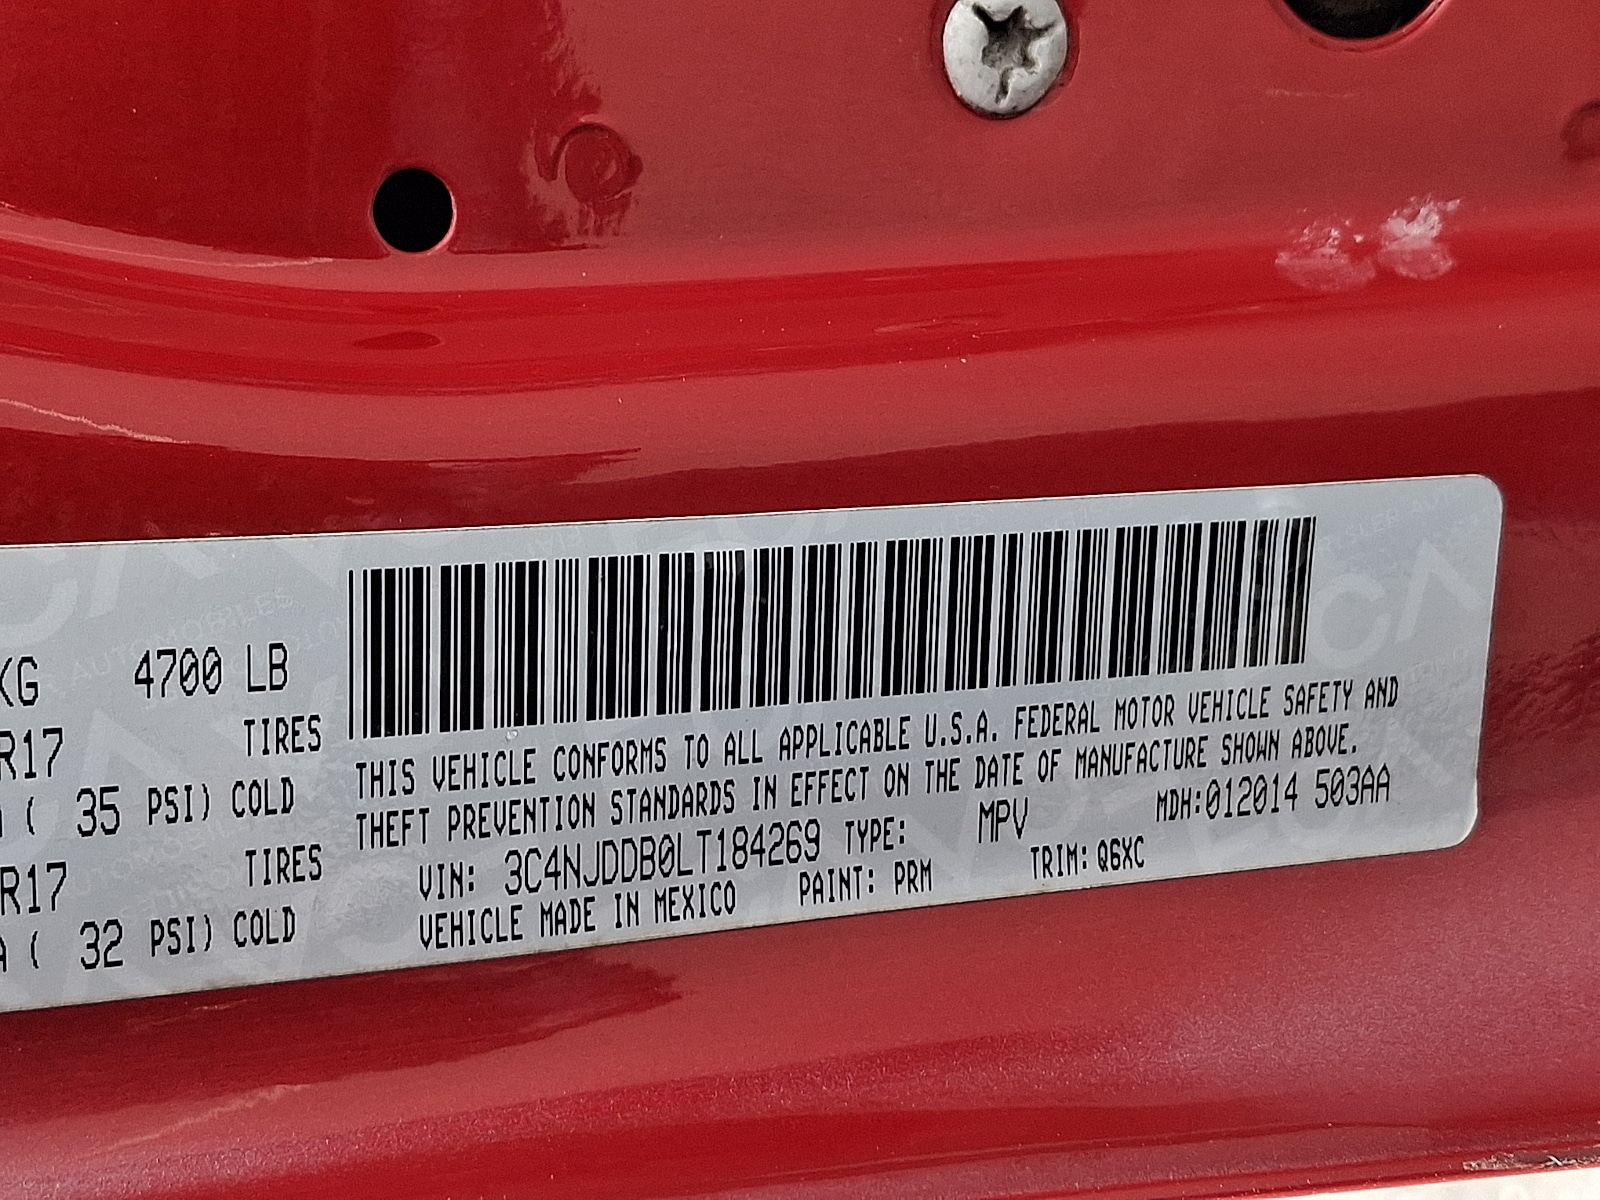 KG 4700 LB
R17 TIRES
( 35 PSI) COLD
R17 TIRES
A ( 32 PSI) COLD
THIS VEHICLE CONFORMS TO ALL APPLICABLE U.S.A. FEDERAL MOTOR VEHICLE SAFETY AND
THEFT PREVENTION STANDARDS IN EFFECT ON THE DATE OF MANUFACTURE SHOWN ABOVE.
VIN: 3C4NJDDB0LT184269 TYPE: MPV MDH:012014 503AA
VEHICLE MADE IN MEXICO PAINT: PRM TRIM: Q6XC